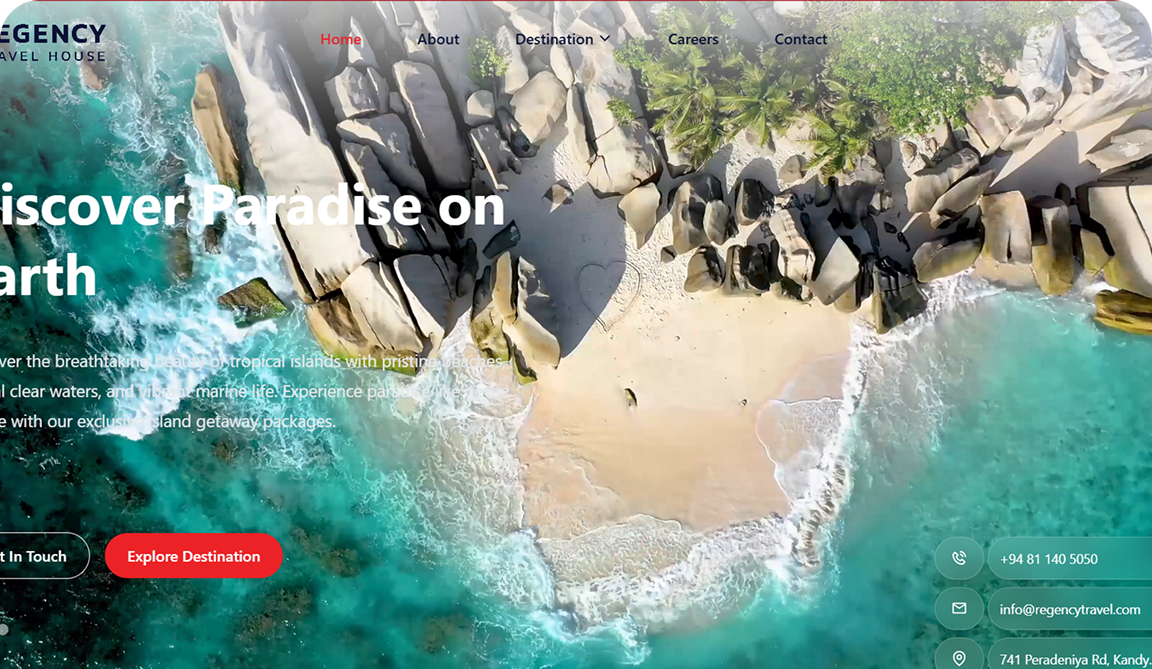 EGENCY
AVEL HOUSE
Home
About
Destination
Careers
Contact
iscover Paradise on
arth
ver the breathtaking beauty of tropical islands with pristine beaches
l clear waters, and vibrant marine life. Experience paradise like
e with our exclusive island getaway packages.
t In Touch
Explore Destination
+94 81 140 5050
info@regencytravel.com
741 Peradeniya Rd, Kandy.